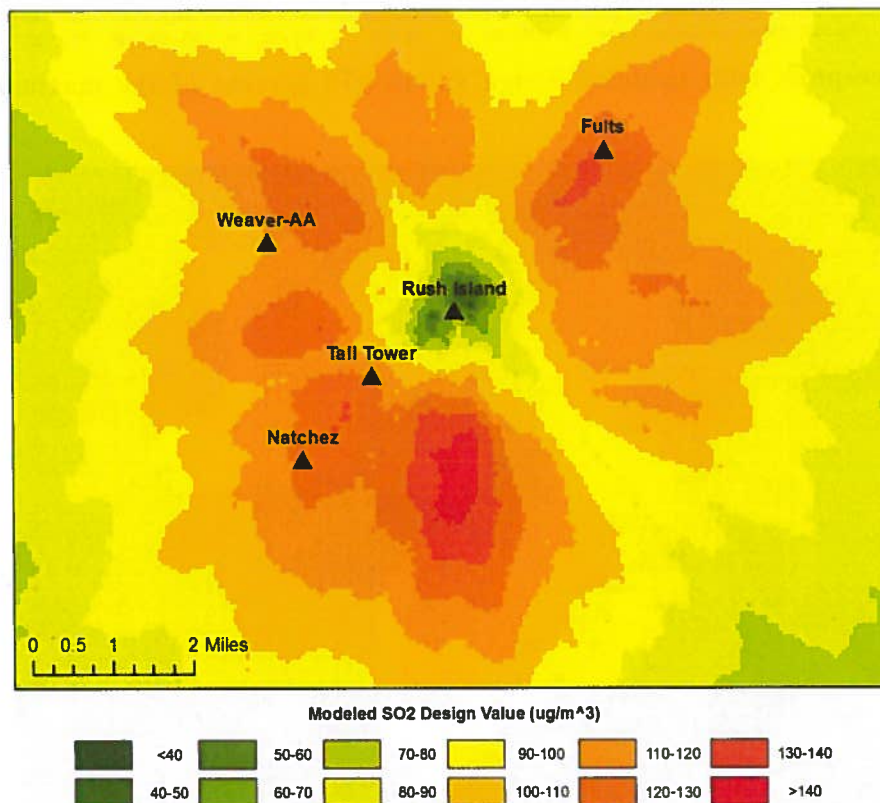 Fults
Weaver-AA
Rush Island
Tall Tower
Natchez
0 0.5 1 2 Miles
Modeled SO2 Design Value (ug/m^3)
<40 50-60 70-80 90-100 110-120 130-140
40-50 60-70 80-90 100-110 120-130 >140